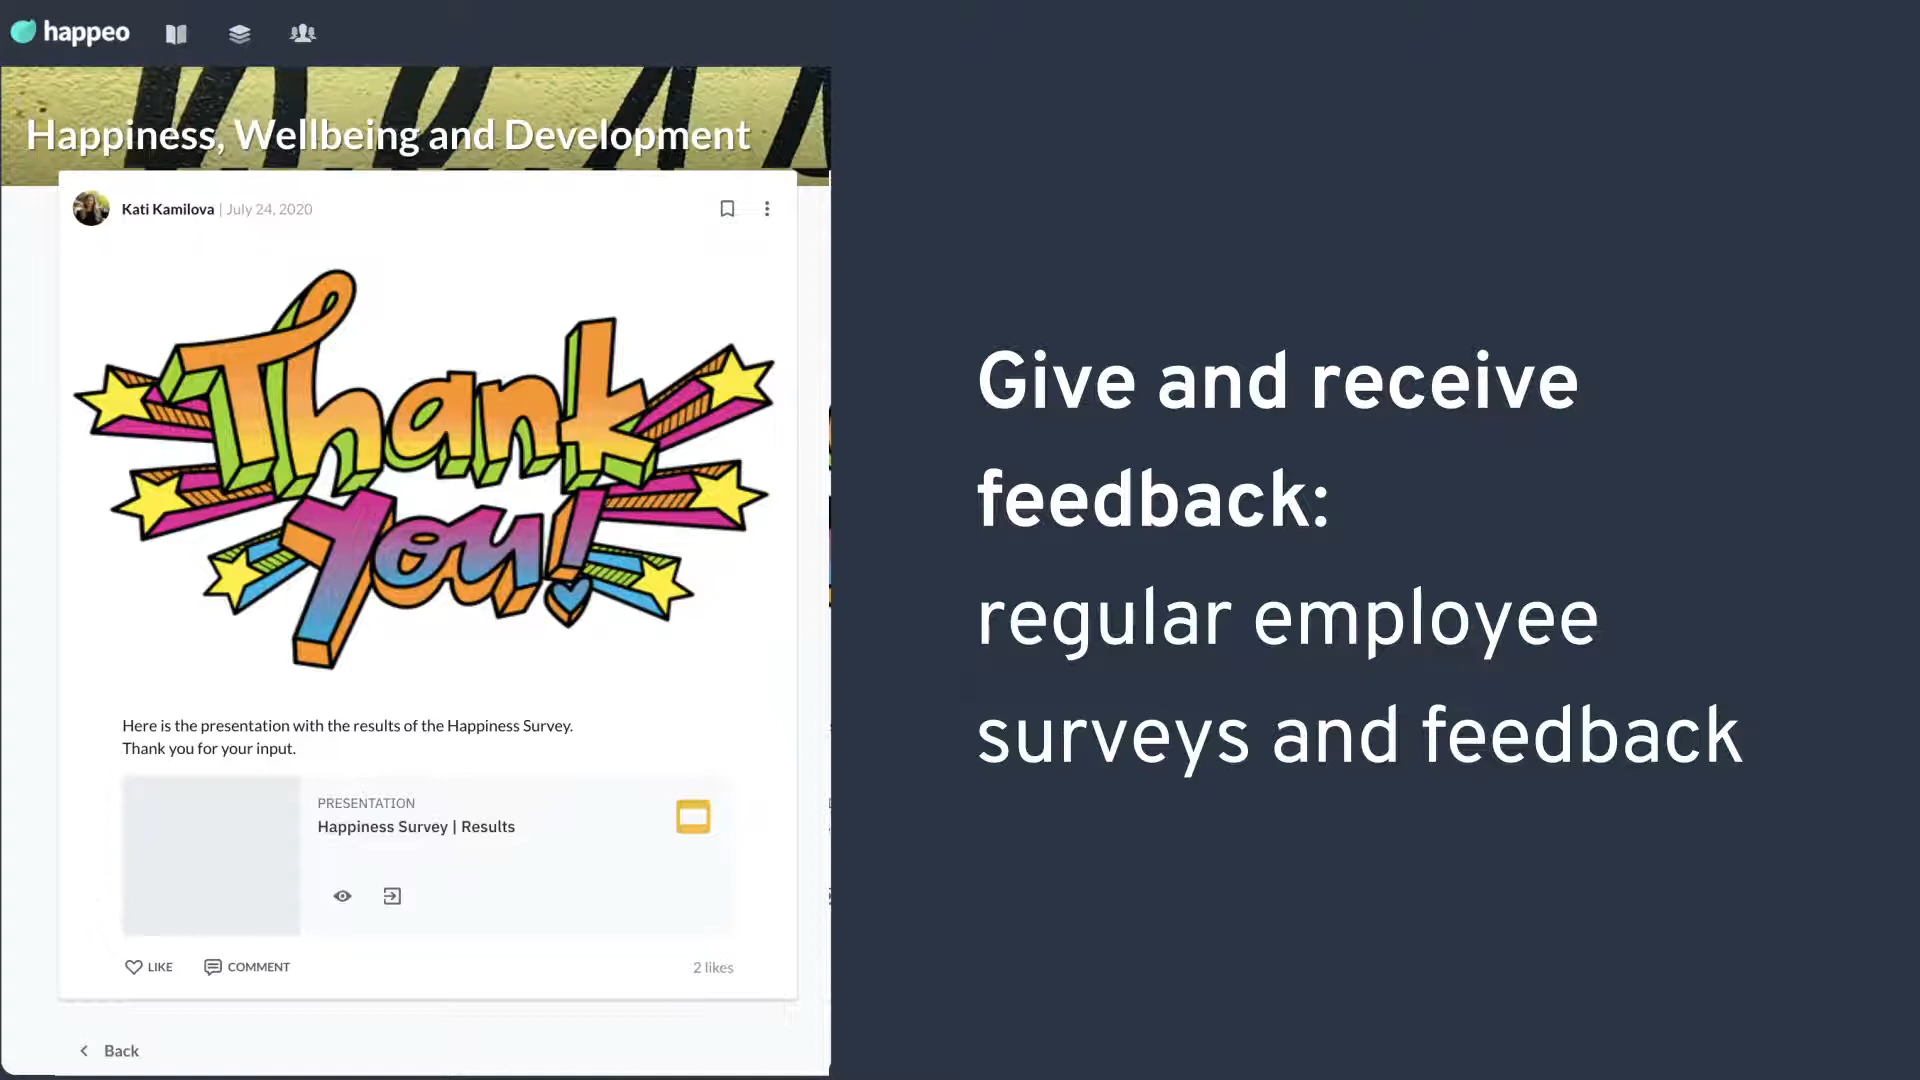 happeo
Happiness, Wellbeing and Development
Kati Kamilova | July 24, 2020
Thank
You!
Here is the presentation with the results of the Happiness Survey.
Thank you for your input.
PRESENTATION
Happiness Survey | Results
LIKE
COMMENT
2 likes
Back
Give and receive
feedback:
regular employee
surveys and feedback